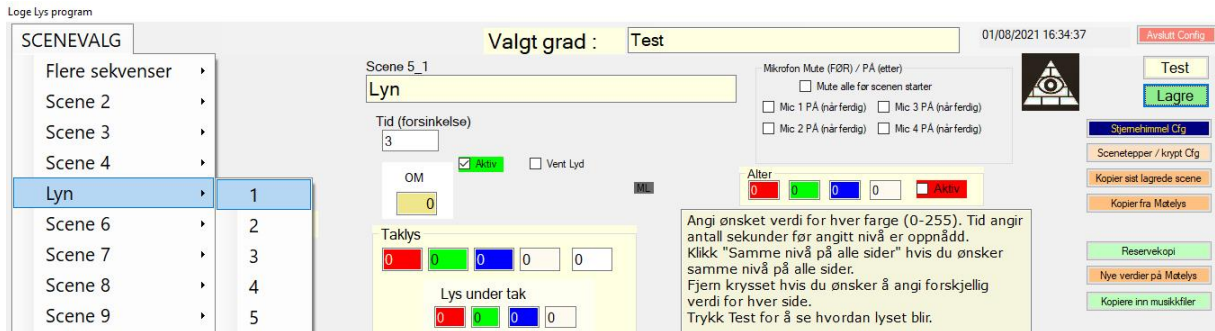 Loge Lys program
SCENEVALG
Valgt grad : Test
01/08/2021 16:34:37
Avslutt Config
Flere sekvenser
Scene 2
Scene 3
Scene 4
Lyn
Scene 6
Scene 7
Scene 8
Scene 9
1
2
3
4
5
Scene 5_1
Lyn
Tid (forsinkelse)
3
Aktiv
Vent Lyd
OM
0
ML
Taklys
0 0 0 0 0
Lys under tak
0 0 0 0
Mikrofon Mute (FØR) / PÅ (etter)
Mute alle før scenen starter
Mic 1 PÅ (når ferdig) Mic 3 PÅ (når ferdig)
Mic 2 PÅ (når ferdig) Mic 4 PÅ (når ferdig)
Alter
0 0 0 0 Aktiv
Angi ønsket verdi for hver farge (0-255). Tid angir
antall sekunder før angitt nivå er oppnådd.
Klikk "Samme nivå på alle sider" hvis du ønsker
samme nivå på alle sider.
Fjern krysset hvis du ønsker å angi forskjellig
verdi for hver side.
Trykk Test for å se hvordan lyset blir.
Test
Lagre
Stjernehimmel Cfg
Scenetepper / krypt Cfg
Kopier sist lagrede scene
Kopier fra Møtelys
Reservekopi
Nye verdier på Møtelys
Kopiere inn musikkfiler